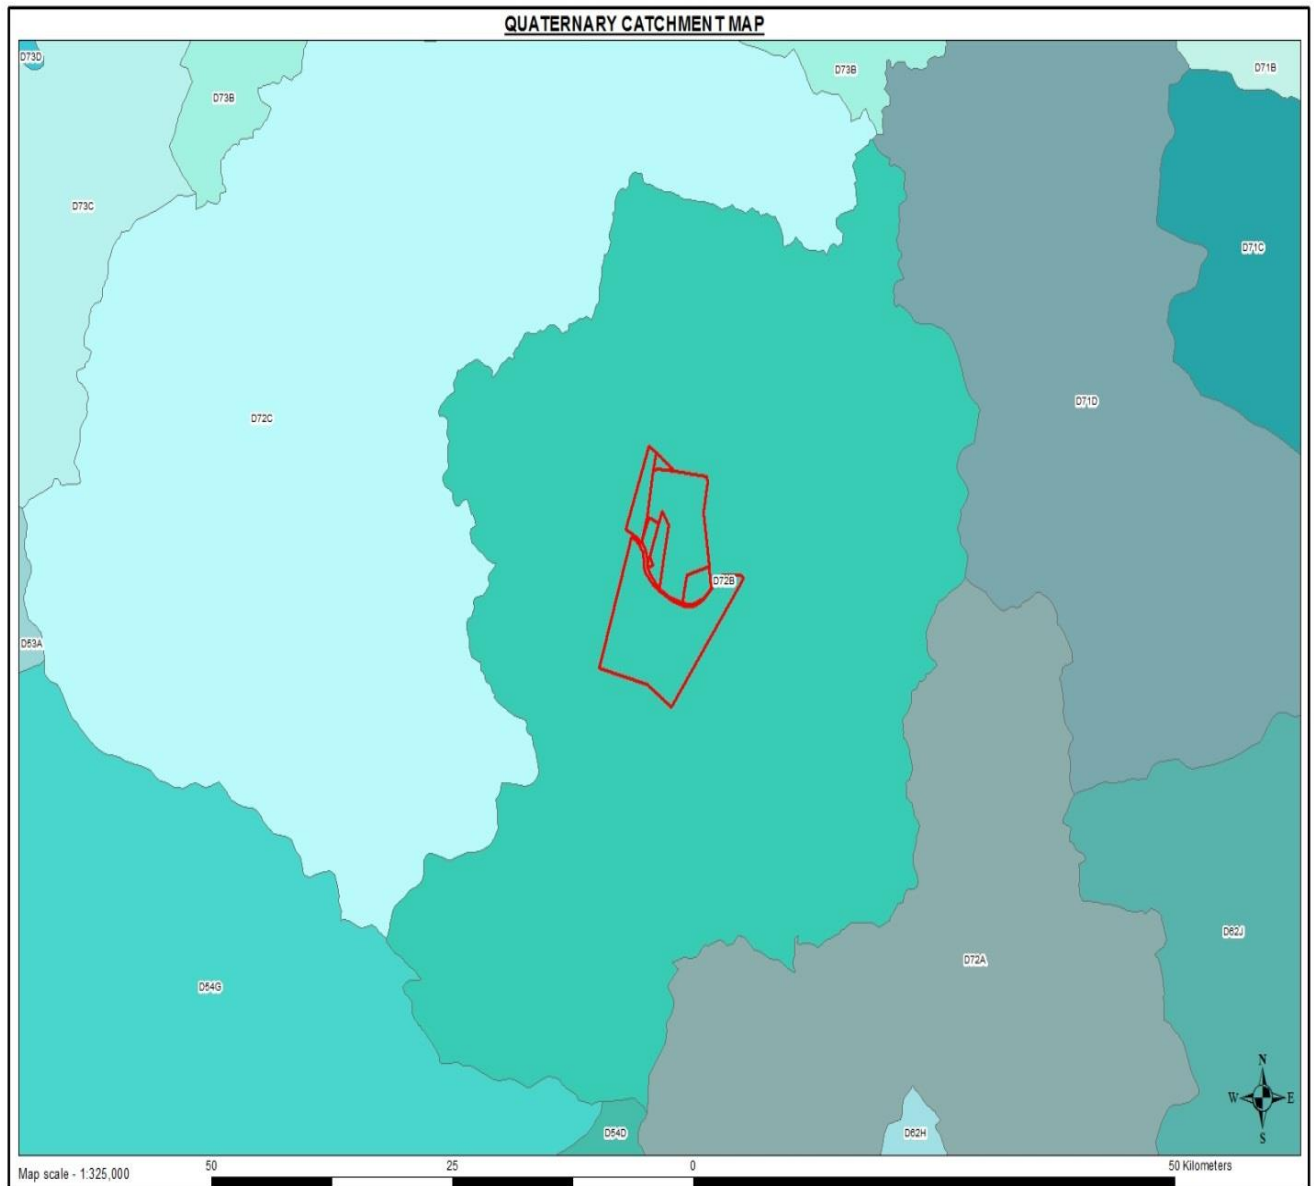 QUATERNARY CATCHMENT MAP
D73D
D73B
D73B
D71B
D73C
D71C
D72C
D71D
D72B
D53A
D62J
D72A
D54G
N
W E
S
D54D
D62H
Map scale - 1:325,000
50 25 0 50 Kilometers